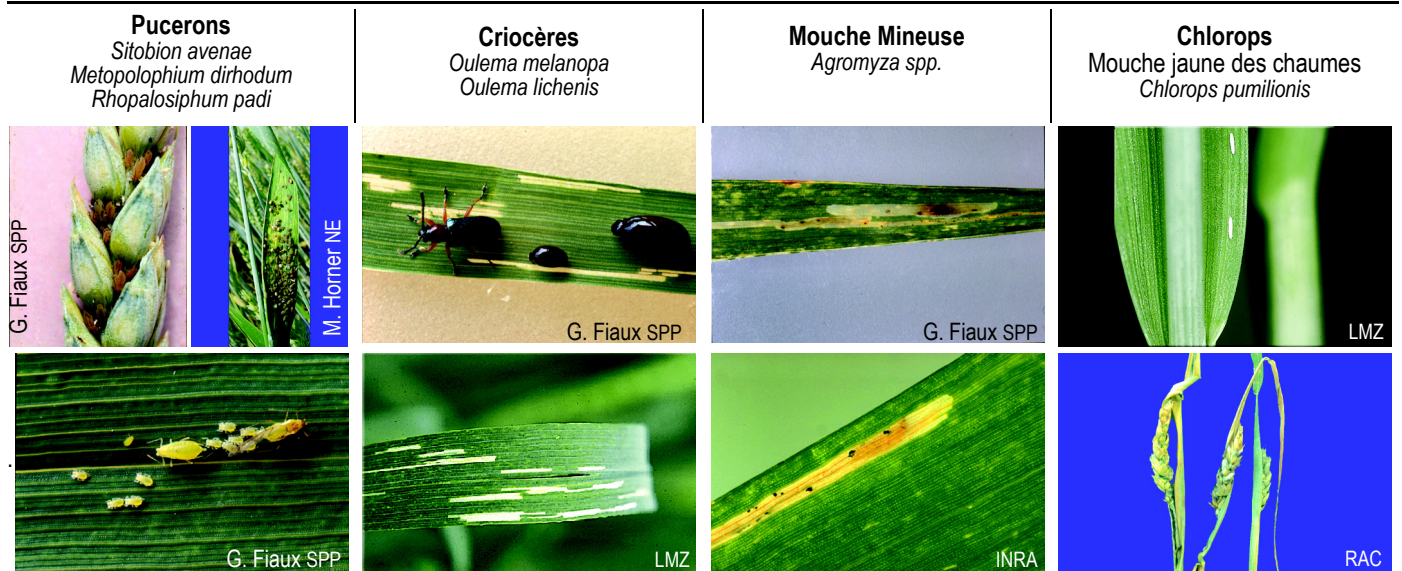 Pucerons
Sitobion avenae
Metopolophium dirhodum
Rhopalosiphum padi
Criocères
Oulema melanopa
Oulema lichenis
Mouche Mineuse
Agromyza spp.
Chlorops
Mouche jaune des chaumes
Chlorops pumilionis
G. Fiaux SPP
M. Horner NE
G. Fiaux SPP
G. Fiaux SPP
LMZ
G. Fiaux SPP
LMZ
INRA
RAC